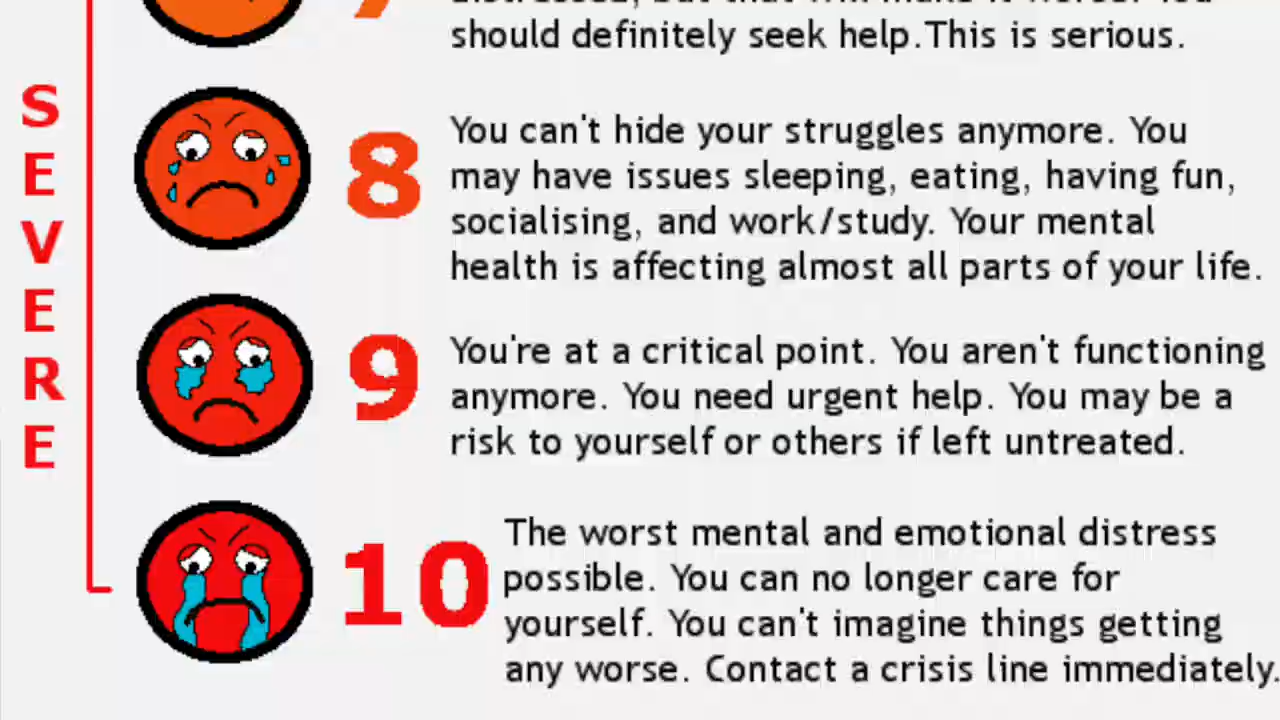 should definitely seek help.This is serious.
SEVERE
8
You can't hide your struggles anymore. You
may have issues sleeping, eating, having fun,
socialising, and work/study. Your mental
health is affecting almost all parts of your life.
9
You're at a critical point. You aren't functioning
anymore. You need urgent help. You may be a
risk to yourself or others if left untreated.
10
The worst mental and emotional distress
possible. You can no longer care for
yourself. You can't imagine things getting
any worse. Contact a crisis line immediately.